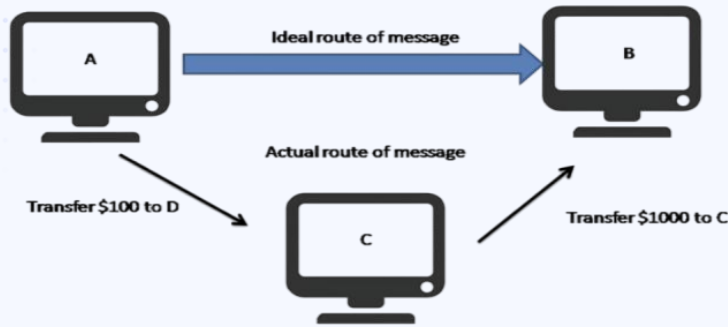 Ideal route of message
A
B
Actual route of message
Transfer $100 to D
Transfer $1000 to C
C